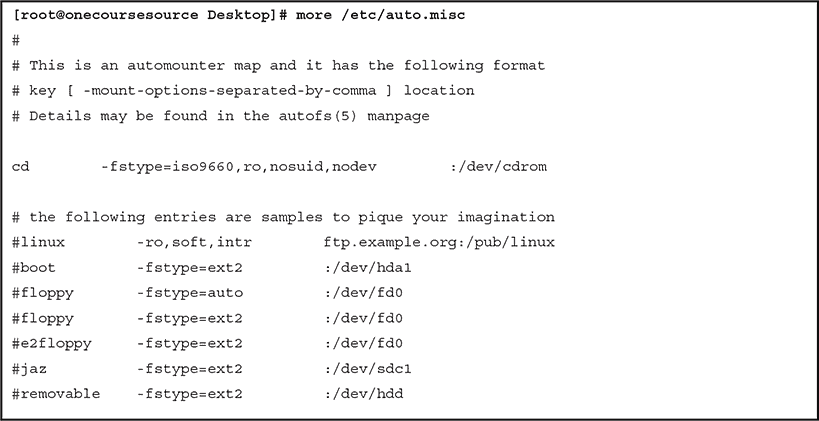 [root@onecoursesource Desktop]# more /etc/auto.misc
#
# This is an automounter map and it has the following format
# key [ -mount-options-separated-by-comma ] location
# Details may be found in the autofs(5) manpage
cd -fstype=iso9660,ro,nosuid,nodev :/dev/cdrom
# the following entries are samples to pique your imagination
#linux -ro,soft,intr ftp.example.org:/pub/linux
#boot -fstype=ext2 :/dev/hda1
#floppy -fstype=auto :/dev/fd0
#floppy -fstype=ext2 :/dev/fd0
#e2floppy -fstype=ext2 :/dev/fd0
#jaz -fstype=ext2 :/dev/sdc1
#removable -fstype=ext2 :/dev/hdd